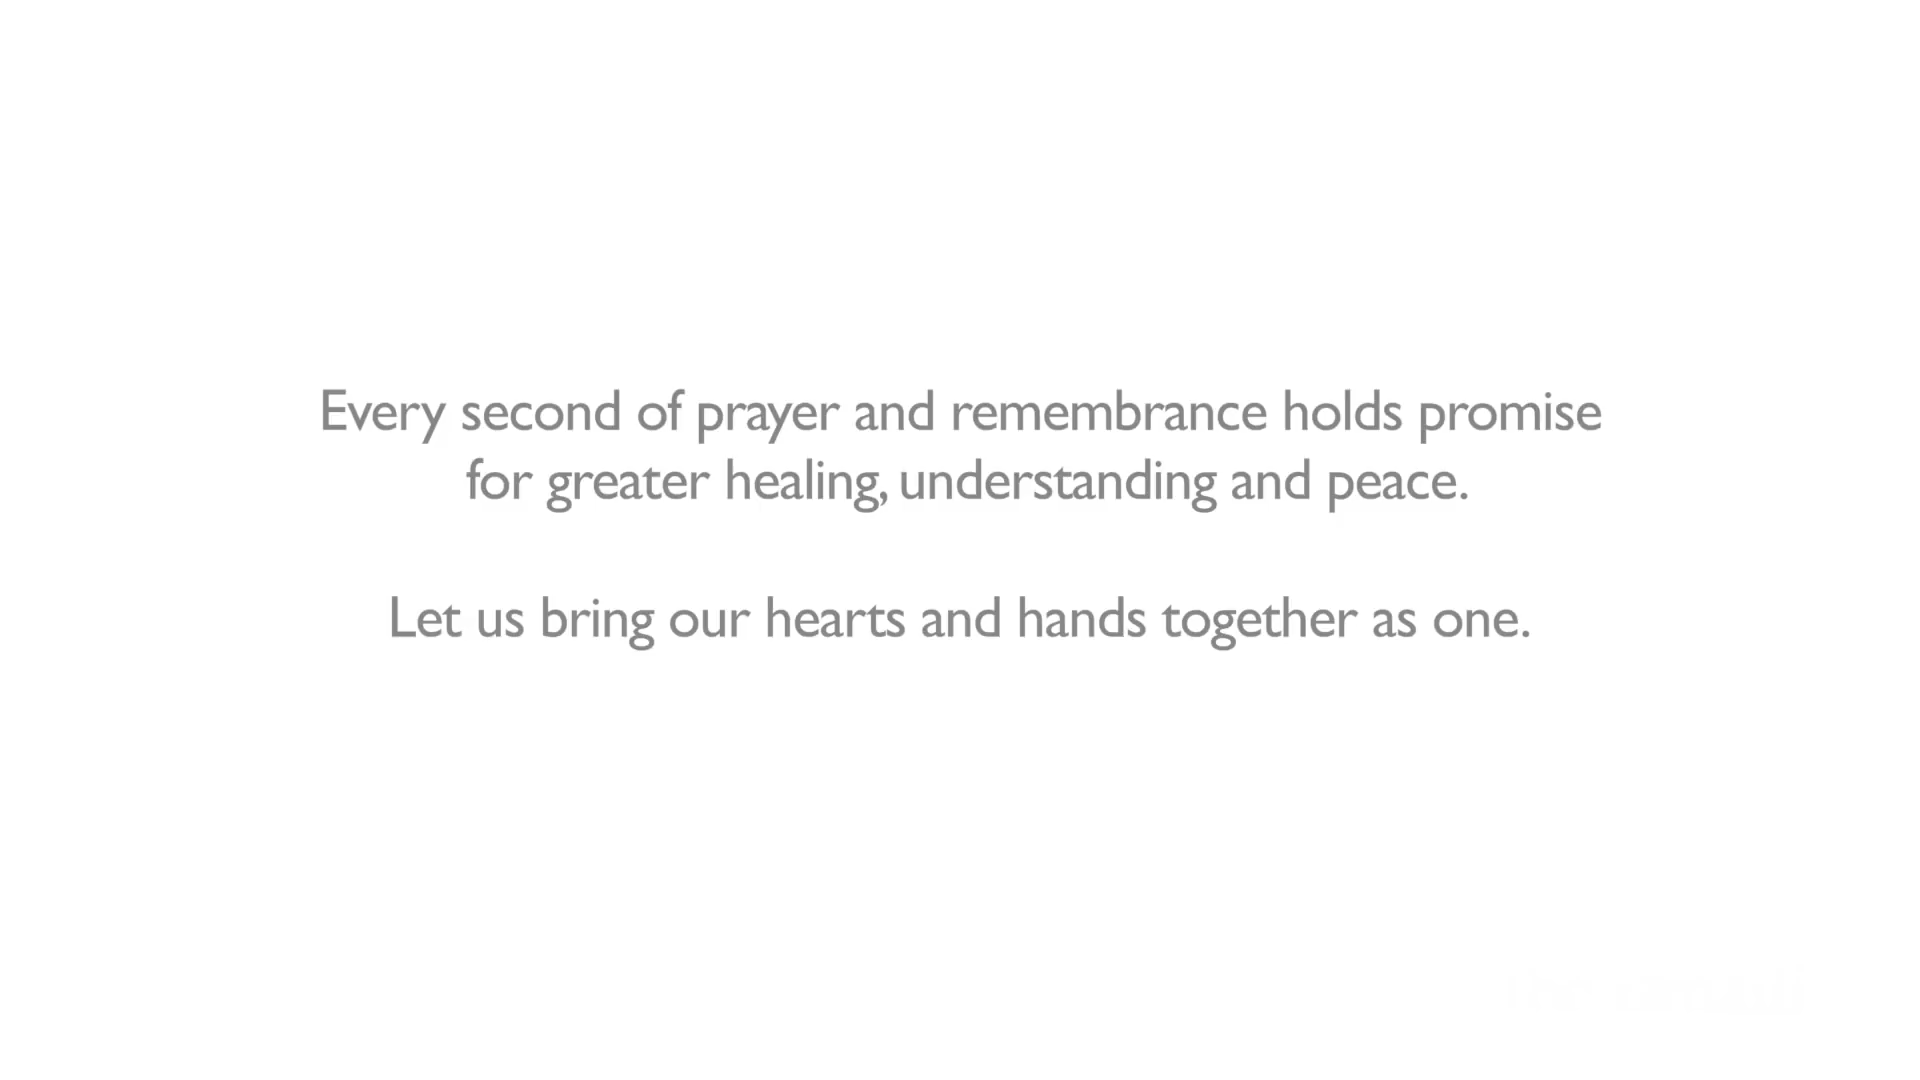 Every second of prayer and remembrance holds promise
for greater healing, understanding and peace.
Let us bring our hearts and hands together as one.